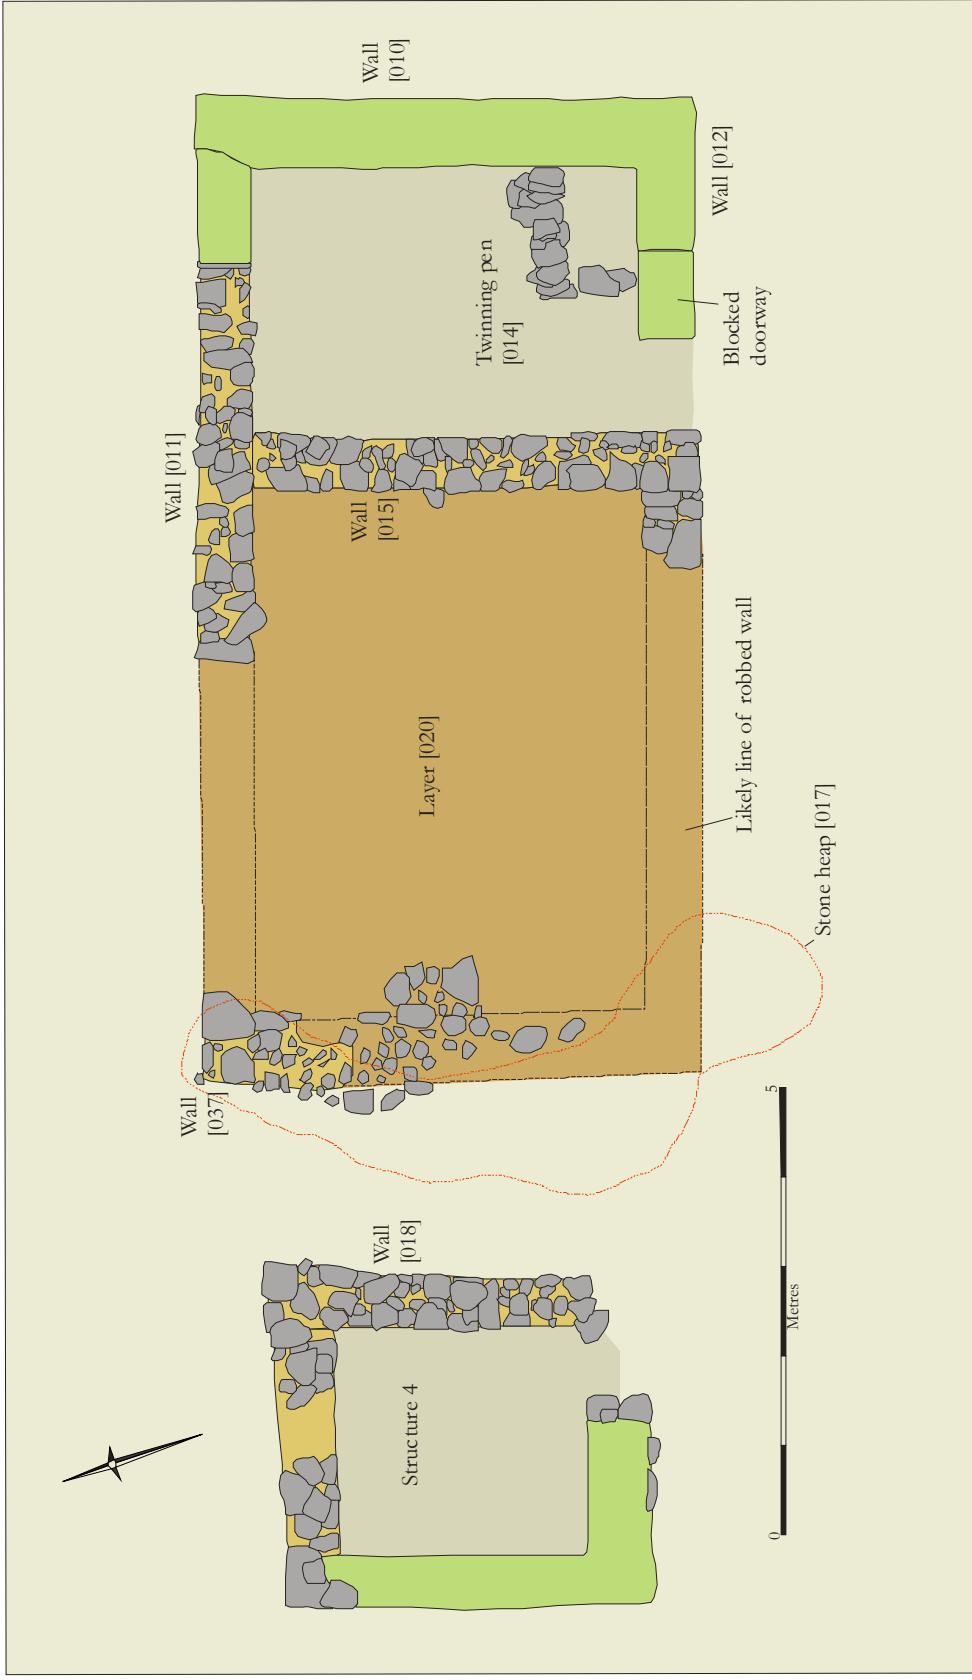 Wall
[010]
Wall [012]
Twinning pen
[014]
Blocked
doorway
Wall [011]
Wall
[015]
Layer [020]
Likely line of robbed wall
Stone heap [017]
Wall
[037]
Wall
[018]
Structure 4
0
5
Metres